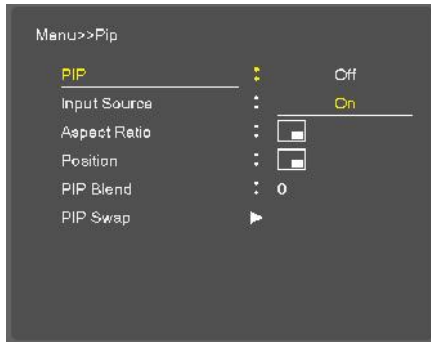 Menu>>Pip
PIP : Off
Input Source : On
Aspect Ratio :
Position :
PIP Blend : 0
PIP Swap